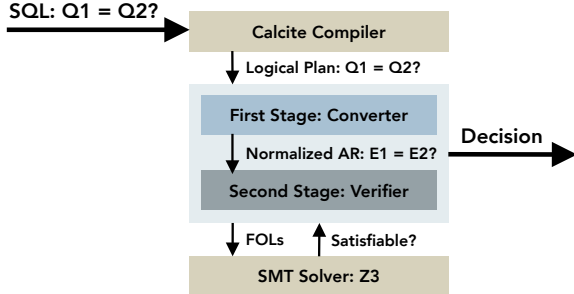 SQL: Q1 = Q2?
Calcite Compiler
Logical Plan: Q1 = Q2?
First Stage: Converter
Normalized AR: E1 = E2?
Decision
Second Stage: Verifier
FOLs
Satisfiable?
SMT Solver: Z3